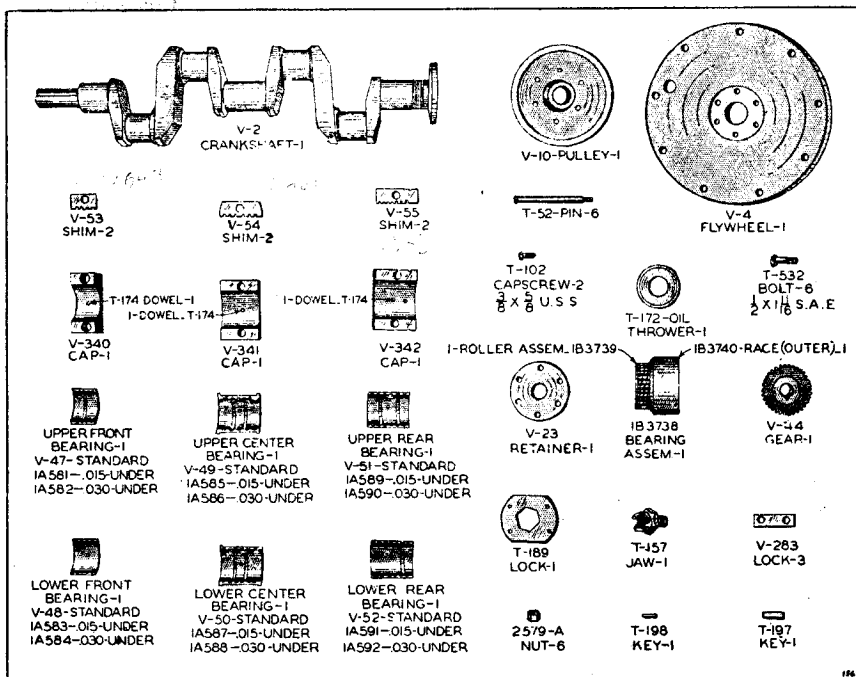 V-2
CRANKSHAFT-1
V-10-PULLEY-1
V-4
FLYWHEEL-1
V-53
SHIM-2
V-54
SHIM-2
V-55
SHIM-2
T-52-PIN-6
T-102
CAPSCREW-2
3/8 X 5/8 U.S.S
T-172-OIL
THROWER-1
T-532
BOLT-6
1/2 X 1 1/16 S.A.E
T-174 DOWEL-1
1-DOWEL-T-174
1-DOWEL-T-174
V-340
CAP-1
V-341
CAP-1
V-342
CAP-1
1-ROLLER ASSEM-1B3739
1B3740-RACE(OUTER)-1
UPPER FRONT
BEARING-1
V-47-STANDARD
1A581-.015-UNDER
1A582-.030-UNDER
UPPER CENTER
BEARING-1
V-49-STANDARD
1A585-.015-UNDER
1A586-.030-UNDER
UPPER REAR
BEARING-1
V-51-STANDARD
1A589-.015-UNDER
1A590-.030-UNDER
V-23
RETAINER-1
1B3738
BEARING
ASSEM-1
V-44
GEAR-1
T-189
LOCK-1
T-157
JAW-1
V-283
LOCK-3
LOWER FRONT
BEARING-1
V-48-STANDARD
1A583-.015-UNDER
1A584-.030-UNDER
LOWER CENTER
BEARING-1
V-50-STANDARD
1A587-.015-UNDER
1A588-.030-UNDER
LOWER REAR
BEARING-1
V-52-STANDARD
1A591-.015-UNDER
1A592-.030-UNDER
2579-A
NUT-6
T-198
KEY-1
T-197
KEY-1